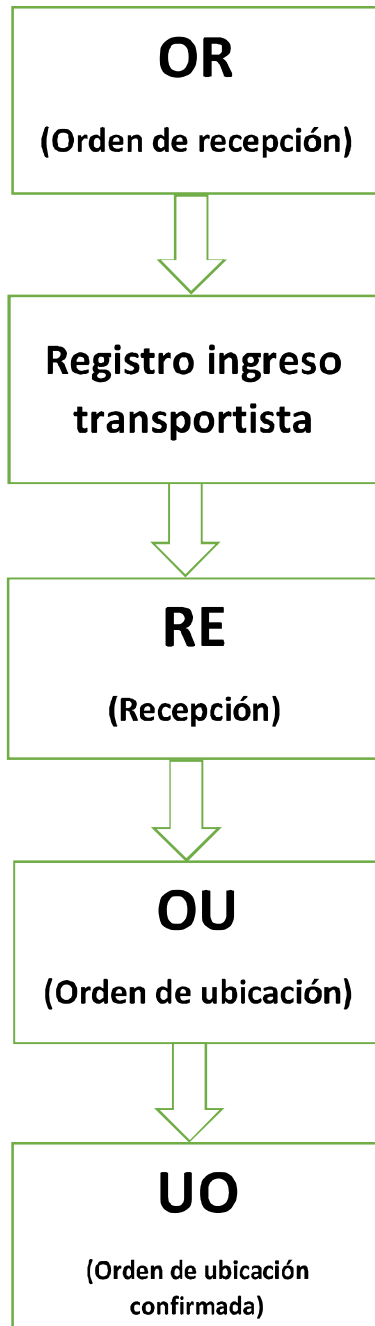 OR
(Orden de recepción)
Registro ingreso
transportista
RE
(Recepción)
OU
(Orden de ubicación)
UO
(Orden de ubicación
confirmada)